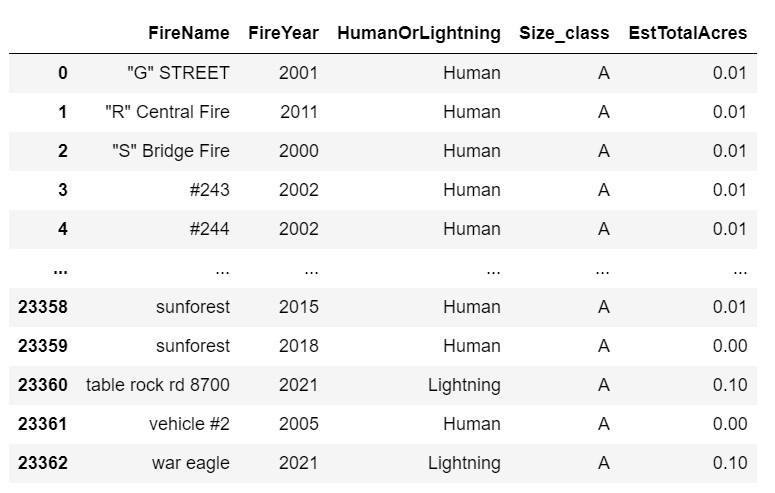 FireName FireYear HumanOrLightning Size_class EstTotalAcres
0 "G" STREET 2001 Human A 0.01
1 "R" Central Fire 2011 Human A 0.01
2 "S" Bridge Fire 2000 Human A 0.01
3 #243 2002 Human A 0.01
4 #244 2002 Human A 0.01
... ... ... ... ... ...
23358 sunforest 2015 Human A 0.01
23359 sunforest 2018 Human A 0.00
23360 table rock rd 8700 2021 Lightning A 0.10
23361 vehicle #2 2005 Human A 0.00
23362 war eagle 2021 Lightning A 0.10